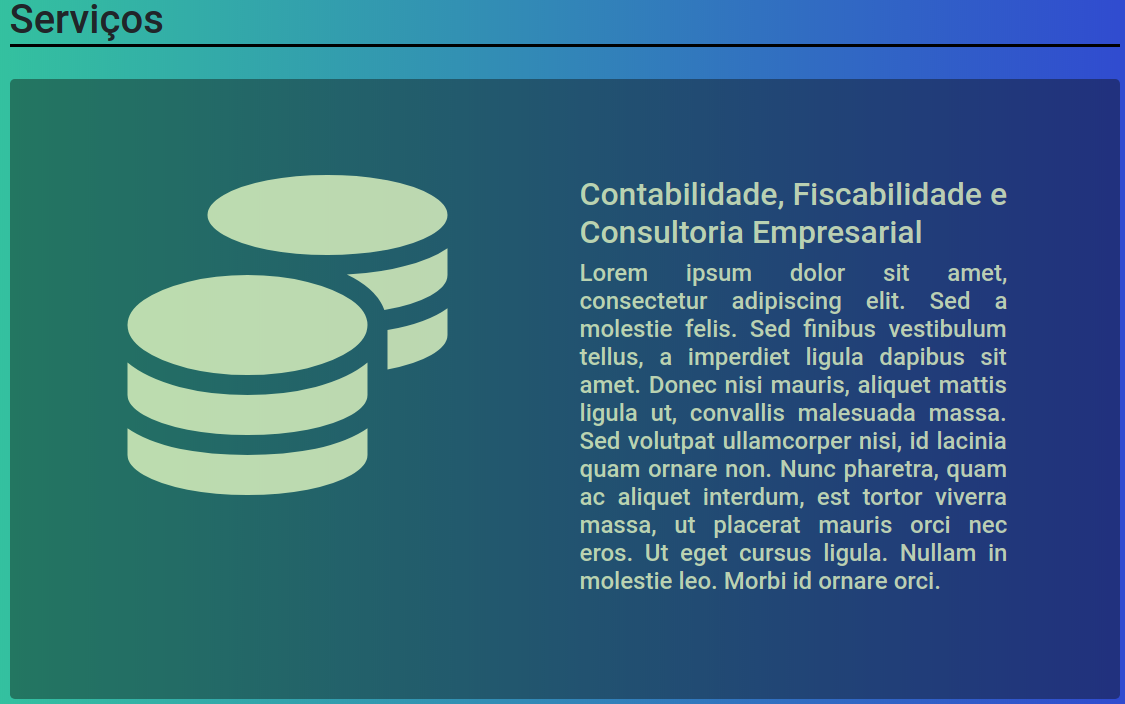 Serviços
Contabilidade, Fiscabilidade e
Consultoria Empresarial
Lorem ipsum dolor sit amet,
consectetur adipiscing elit. Sed a
molestie felis. Sed finibus vestibulum
tellus, a imperdiet ligula dapibus sit
amet. Donec nisi mauris, aliquet mattis
ligula ut, convallis malesuada massa.
Sed volutpat ullamcorper nisi, id lacinia
quam ornare non. Nunc pharetra, quam
ac aliquet interdum, est tortor viverra
massa, ut placerat mauris orci nec
eros. Ut eget cursus ligula. Nullam in
molestie leo. Morbi id ornare orci.